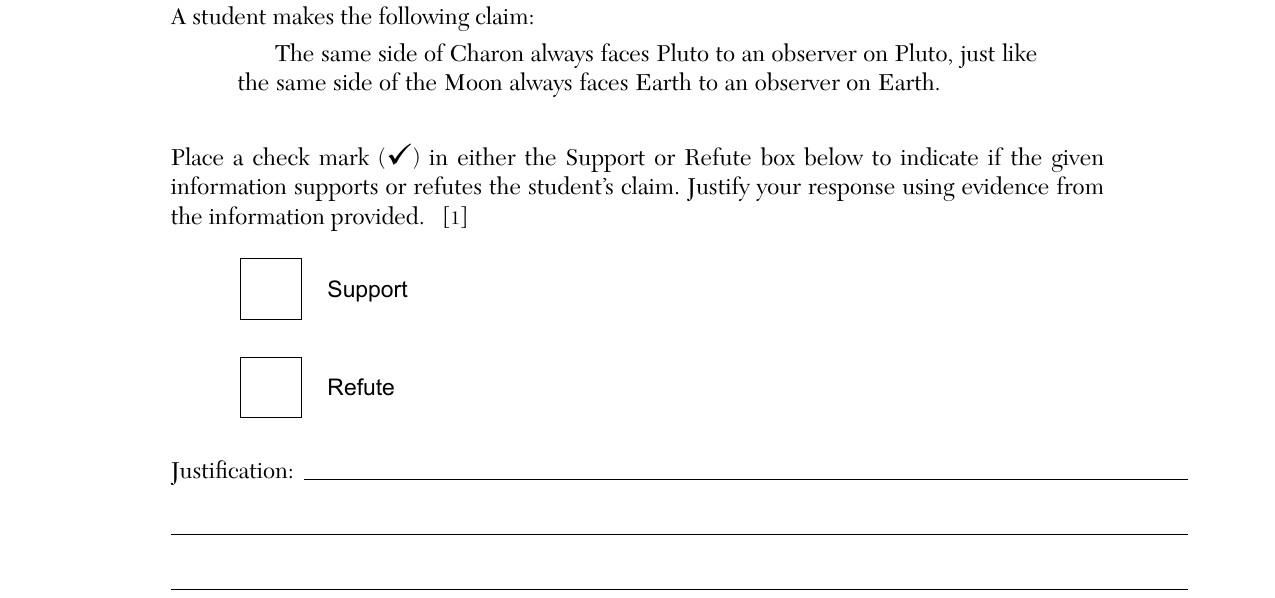 A student makes the following claim:
The same side of Charon always faces Pluto to an observer on Pluto, just like
the same side of the Moon always faces Earth to an observer on Earth.
Place a check mark (✓) in either the Support or Refute box below to indicate if the given
information supports or refutes the student’s claim. Justify your response using evidence from
the information provided. [1]
Support
Refute
Justification: